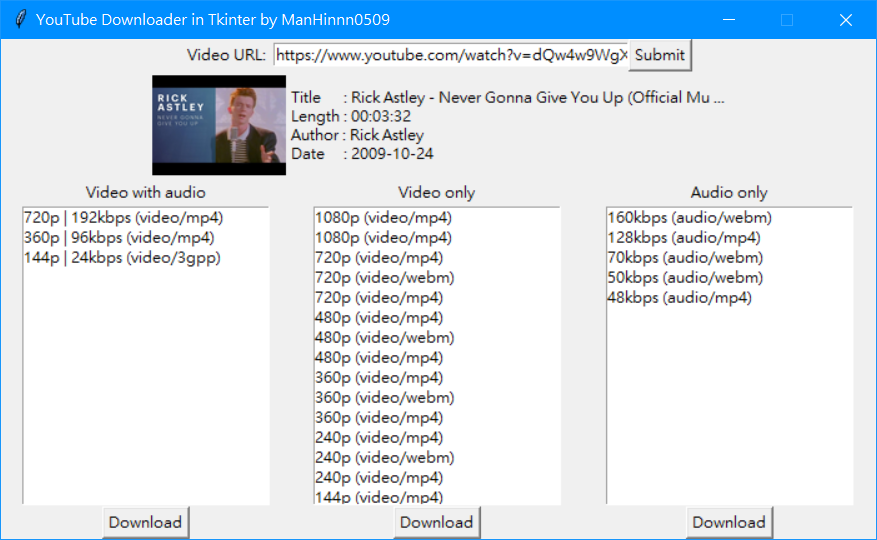 YouTube Downloader in Tkinter by ManHinnn0509
Video URL: https://www.youtube.com/watch?v=dQw4w9WgX Submit
RICK
ASTLEY
NEVER GONNA
GIVE YOU UP
Title : Rick Astley - Never Gonna Give You Up (Official Mu ...
Length : 00:03:32
Author : Rick Astley
Date : 2009-10-24
Video with audio
720p | 192kbps (video/mp4)
360p | 96kbps (video/mp4)
144p | 24kbps (video/3gpp)
Download
Video only
1080p (video/mp4)
1080p (video/mp4)
720p (video/mp4)
720p (video/webm)
720p (video/mp4)
480p (video/mp4)
480p (video/webm)
480p (video/mp4)
360p (video/mp4)
360p (video/webm)
360p (video/mp4)
240p (video/mp4)
240p (video/webm)
240p (video/mp4)
144p (video/mp4)
Download
Audio only
160kbps (audio/webm)
128kbps (audio/mp4)
70kbps (audio/webm)
50kbps (audio/webm)
48kbps (audio/mp4)
Download